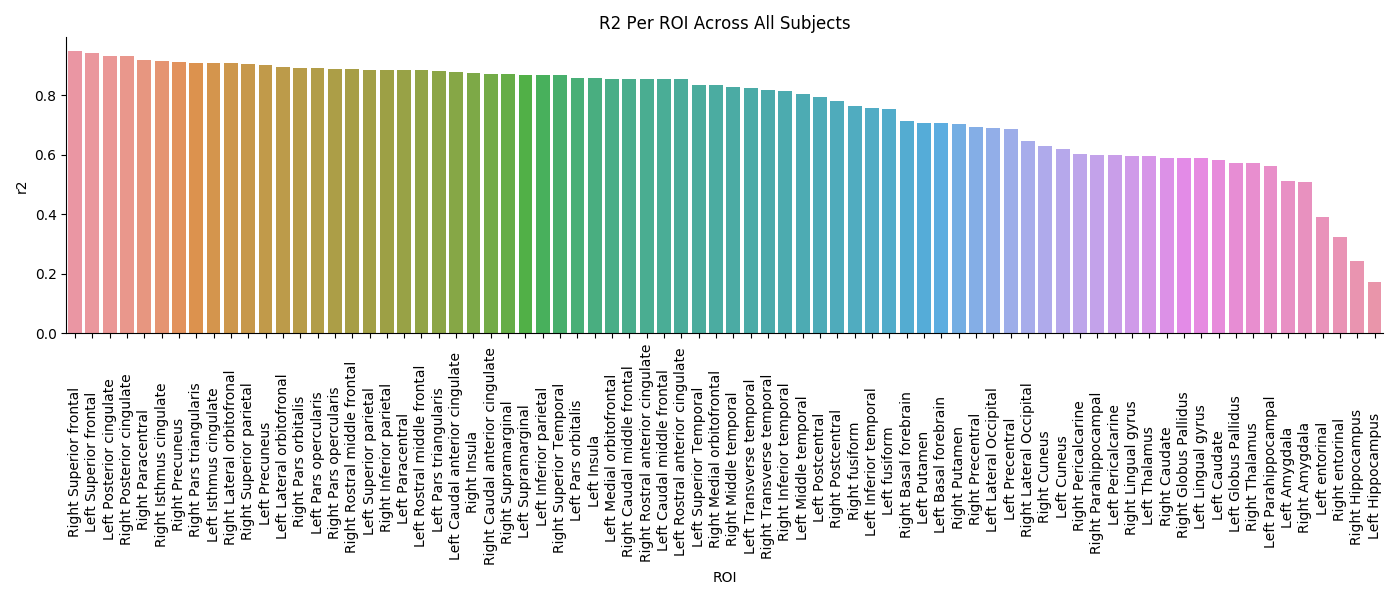 R2 Per ROI Across All Subjects
r2
0.8
0.6
0.4
0.2
0.0
Right Superior frontal
Left Superior frontal
Left Posterior cingulate
Right Posterior cingulate
Right Paracentral
Right Isthmus cingulate
Right Precuneus
Right Pars triangularis
Left Isthmus cingulate
Right Lateral orbitofronal
Right Superior parietal
Left Precuneus
Left Lateral orbitofronal
Right Pars orbitalis
Left Pars opercularis
Right Pars opercularis
Right Rostral middle frontal
Left Superior parietal
Right Inferior parietal
Left Paracentral
Left Rostral middle frontal
Left Pars triangularis
Left Caudal anterior cingulate
Right Insula
Right Caudal anterior cingulate
Right Supramarginal
Left Supramarginal
Left Inferior parietal
Right Superior Temporal
Left Pars orbitalis
Left Insula
Left Medial orbitofrontal
Right Caudal middle frontal
Right Rostral anterior cingulate
Left Caudal middle frontal
Left Rostral anterior cingulate
Left Superior Temporal
Right Medial orbitofrontal
Right Middle temporal
Left Transverse temporal
Right Transverse temporal
Right Inferior temporal
Left Middle temporal
Left Postcentral
Right Postcentral
Right fusiform
Left Inferior temporal
Left fusiform
Right Basal forebrain
Left Putamen
Left Basal forebrain
Right Putamen
Right Precentral
Left Lateral Occipital
Left Precentral
Right Lateral Occipital
Right Cuneus
Left Cuneus
Right Pericalcarine
Right Parahippocampal
Left Pericalcarine
Right Lingual gyrus
Left Thalamus
Right Caudate
Right Globus Pallidus
Left Lingual gyrus
Left Caudate
Left Globus Pallidus
Right Thalamus
Left Parahippocampal
Left Amygdala
Right Amygdala
Left entorinal
Right entorinal
Right Hippocampus
Left Hippocampus
ROI